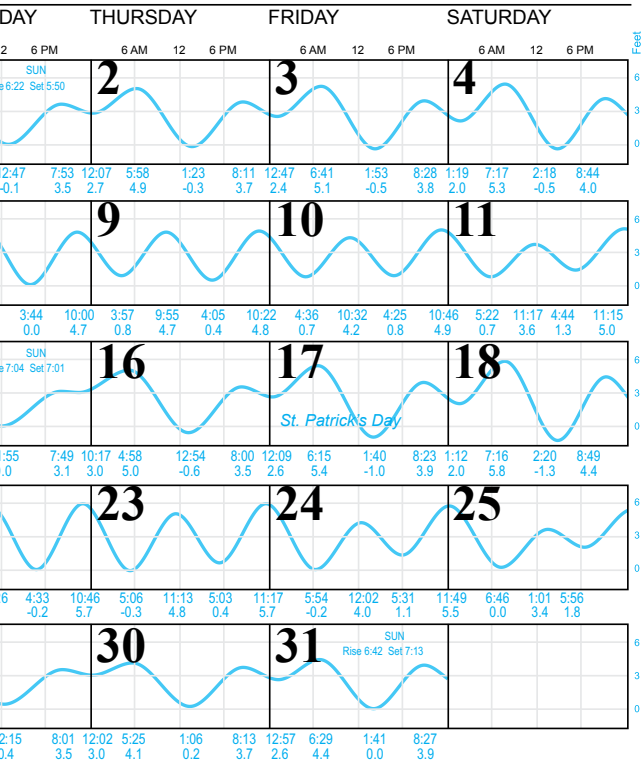 DAY THURSDAY FRIDAY SATURDAY
2 6 PM 6 AM 12 6 PM 6 AM 12 6 PM 6 AM 12 6 PM Feet
SUN
e 6:22 Set 5:50
2 3 4
6
3
0
12:47 7:53 12:07 5:58 1:23 8:11 12:47 6:41 1:53 8:28 1:19 7:17 2:18 8:44
-0.1 3.5 2.7 4.9 -0.3 3.7 2.4 5.1 -0.5 3.8 2.0 5.3 -0.5 4.0
9 10 11
6
3
0
3:44 10:00 3:57 9:55 4:05 10:22 4:36 10:32 4:25 10:46 5:22 11:17 4:44 11:15
0.0 4.7 0.8 4.7 0.4 4.8 0.7 4.2 0.8 4.9 0.7 3.6 1.3 5.0
SUN
e 7:04 Set 7:01
16 17 18
St. Patrick's Day
6
3
0
:55 7:49 10:17 4:58 12:54 8:00 12:09 6:15 1:40 8:23 1:12 7:16 2:20 8:49
.0 3.1 3.0 5.0 -0.6 3.5 2.6 5.4 -1.0 3.9 2.0 5.8 -1.3 4.4
23 24 25
6
3
0
6 4:33 10:46 5:06 11:13 5:03 11:17 5:54 12:02 5:31 11:49 6:46 1:01 5:56
-0.2 5.7 -0.3 4.8 0.4 5.7 -0.2 4.0 1.1 5.5 0.0 3.4 1.8
30 31
SUN
Rise 6:42 Set 7:13
6
3
0
2:15 8:01 12:02 5:25 1:06 8:13 12:57 6:29 1:41 8:27
0.4 3.5 3.0 4.1 0.2 3.7 2.6 4.4 0.0 3.9